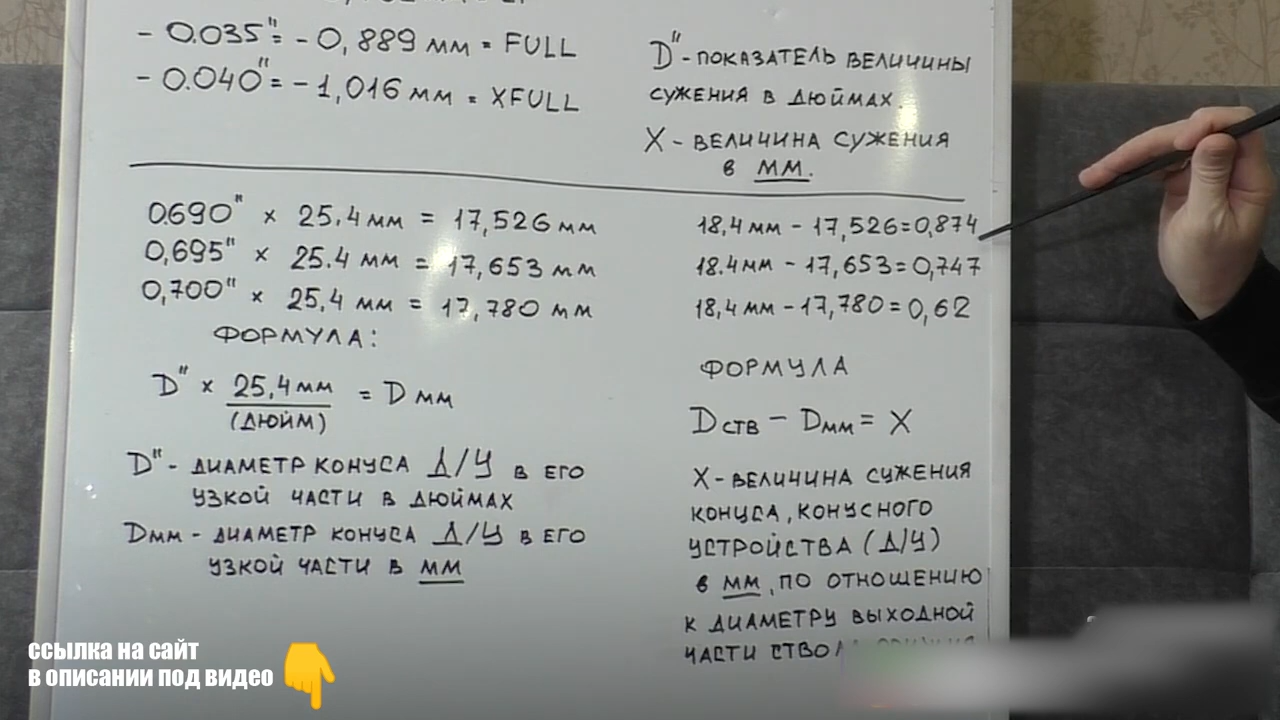 - 0.035" = - 0,889 мм = FULL
- 0.040" = - 1,016 мм = XFULL
D" - ПОКАЗАТЕЛЬ ВЕЛИЧИНЫ
СУЖЕНИЯ В ДЮЙМАХ.
X - ВЕЛИЧИНА СУЖЕНИЯ
В ММ.
0.690" × 25.4 мм = 17,526 мм
0,695" × 25.4 мм = 17,653 мм
0,700" × 25,4 мм = 17,780 мм
ФОРМУЛА:
D" × 25,4 мм = D мм
(ДЮЙМ)
D" - ДИАМЕТР КОНУСА Д/У В ЕГО
УЗКОЙ ЧАСТИ В ДЮЙМАХ
Dмм - ДИАМЕТР КОНУСА Д/У В ЕГО
УЗКОЙ ЧАСТИ В ММ
18,4 мм - 17,526=0,874
18.4мм - 17,653=0,747
18,4 мм - 17,780=0,62
ФОРМУЛА
Dств - Dмм = X
X - ВЕЛИЧИНА СУЖЕНИЯ
КОНУСА, КОНУСНОГО
УСТРОЙСТВА (Д/У)
В ММ, ПО ОТНОШЕНИЮ
К ДИАМЕТРУ ВЫХОДНОЙ
ЧАСТИ
ссылка на сайт
в описании под видео